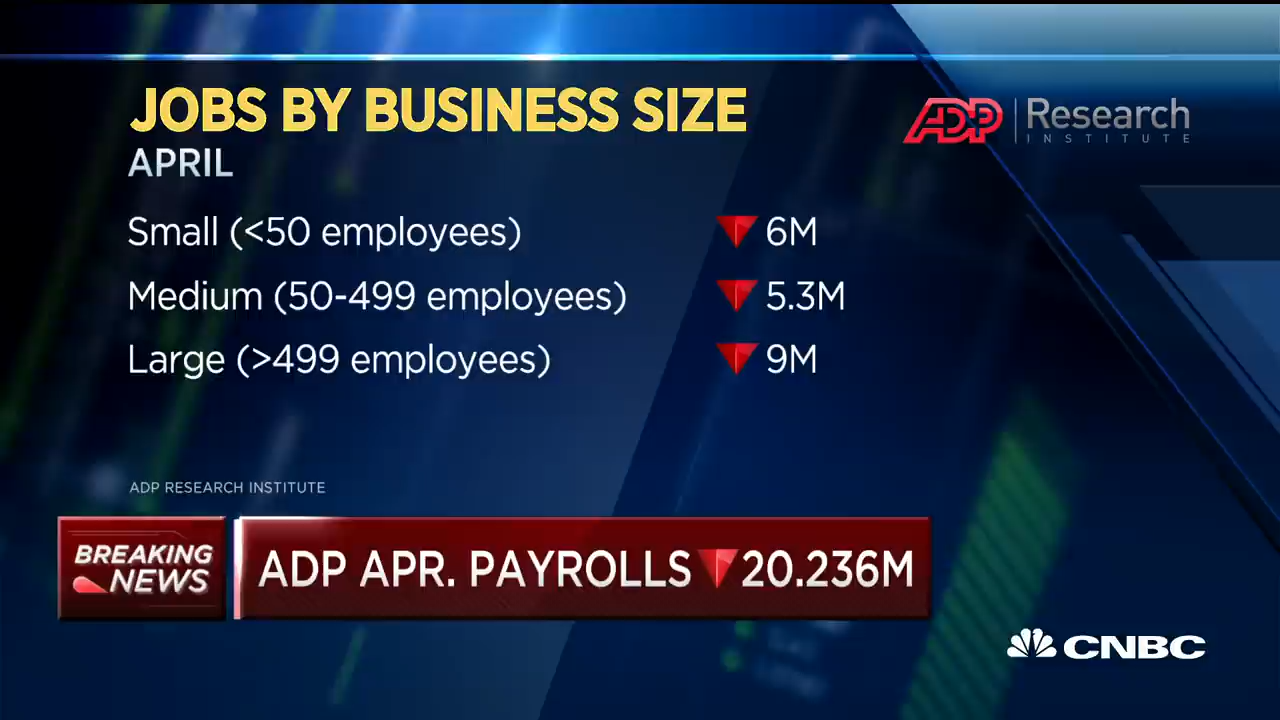 JOBS BY BUSINESS SIZE
APRIL
ADP Research
INSTITUTE
Small (<50 employees) ▼ 6M
Medium (50-499 employees) ▼ 5.3M
Large (>499 employees) ▼ 9M
ADP RESEARCH INSTITUTE
BREAKING
NEWS
ADP APR. PAYROLLS ▼ 20.236M
CNBC